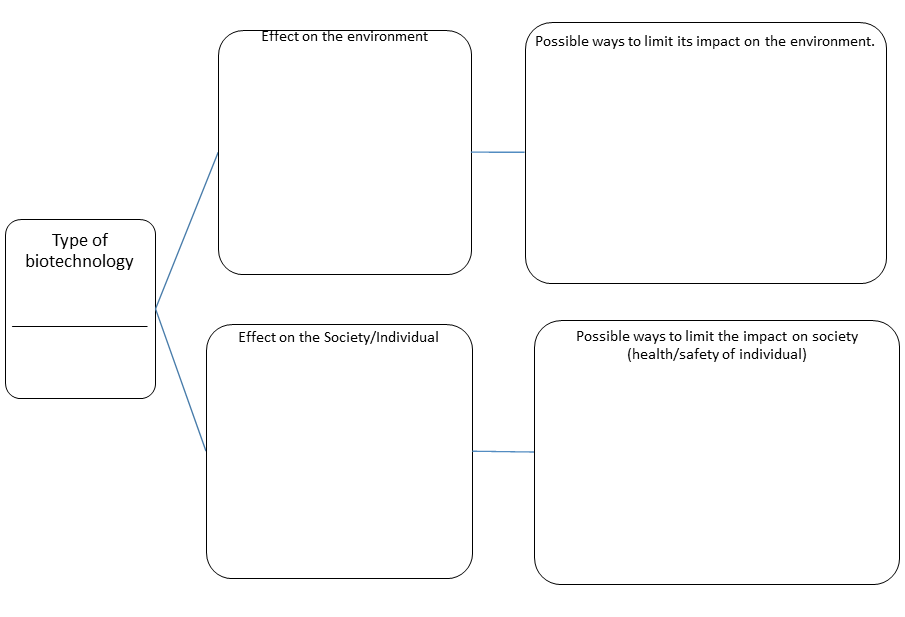 Effect on the environment
Possible ways to limit its impact on the environment.
Type of
biotechnology
Effect on the Society/Individual
Possible ways to limit the impact on society
(health/safety of individual)